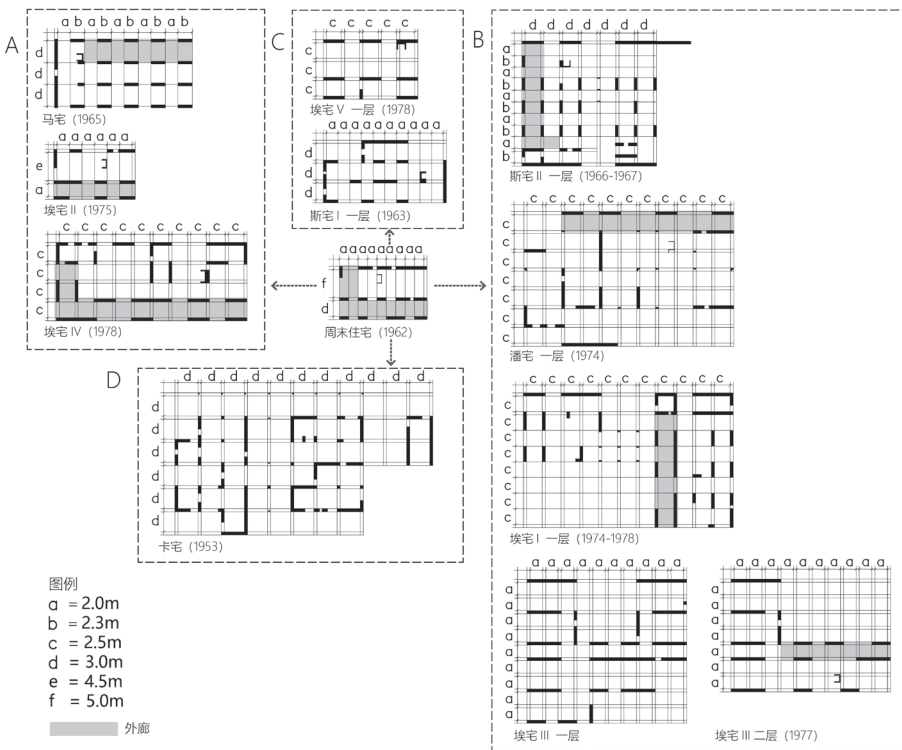 A
a b a b a b a b
d
d
d
马宅 (1965)
a a a a a a
e
a
埃宅 II (1975)
c c c c c c c c c
c
c
c
c
埃宅 IV (1978)
C
c c c c c
c
c
c
埃宅 V 一层 (1978)
a a a a a a a a a a
d
d
d
斯宅 I 一层 (1963)
a a a a a a a a a
f
d
周末住宅 (1962)
B
d d d d d d
a
b
a
b
a
b
a
b
a
b
斯宅 II 一层 (1966-1967)
c c c c c c c c c c c
c
c
c
c
c
c
c
潘宅 一层 (1974)
c c c c c c c c c c c
c
c
c
c
c
c
c
埃宅 I 一层 (1974-1978)
a a a a a a a a a
a
a
a
a
a
a
a
a
a
埃宅 III 一层
a a a a a a a a a
a
a
a
a
a
a
a
埃宅 III 二层 (1977)
D
d d d d d d d d d d d
d
d
d
d
d
d
卡宅 (1953)
图例
a = 2.0m
b = 2.3m
c = 2.5m
d = 3.0m
e = 4.5m
f = 5.0m
外廊